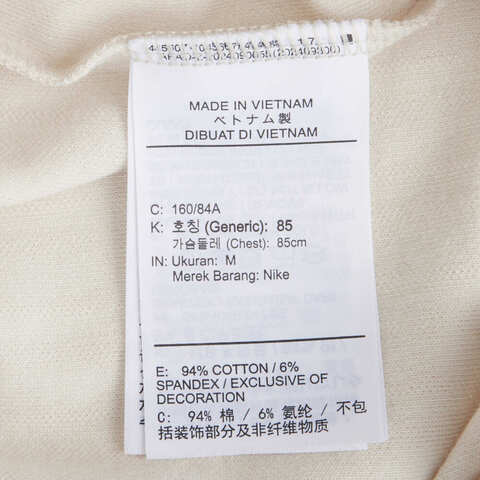 MADE IN VIETNAM
ベトナム製
DIBUAT DI VIETNAM
C: 160/84A
K: 호칭 (Generic): 85
가슴둘레 (Chest): 85cm
IN: Ukuran: M
Merek Barang: Nike
E: 94% COTTON / 6%
SPANDEX / EXCLUSIVE OF
DECORATION
C: 94% 棉 / 6% 氨纶 / 不包
括装饰部分及非纤维物质